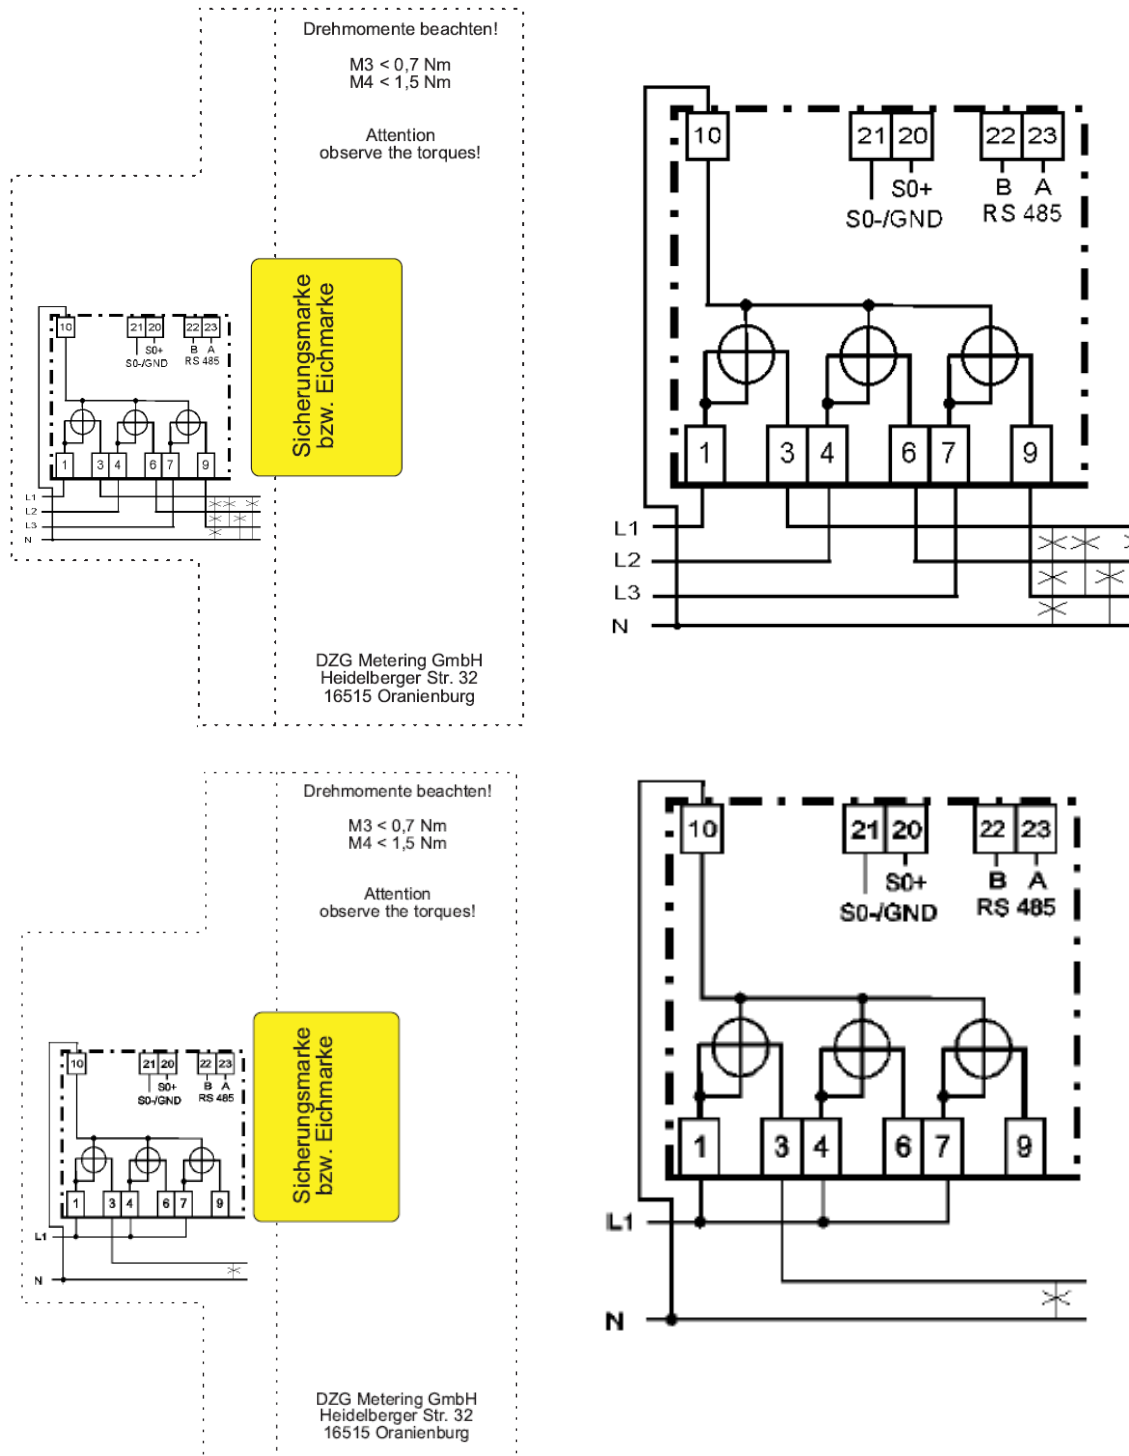 Drehmomente beachten!
M3 < 0,7 Nm
M4 < 1,5 Nm
Attention
observe the torques!
Sicherungsmarke
bzw. Eichmarke
10 21 20 22 23
S0+ B A
S0-/GND RS 485
1 3 4 6 7 9
L1
L2
L3
N
DZG Metering GmbH
Heidelberger Str. 32
16515 Oranienburg
10 21 20 22 23
S0+ B A
S0-/GND RS 485
1 3 4 6 7 9
L1
L2
L3
N
Drehmomente beachten!
M3 < 0,7 Nm
M4 < 1,5 Nm
Attention
observe the torques!
Sicherungsmarke
bzw. Eichmarke
10 21 20 22 23
S0+ B A
S0-/GND RS 485
1 3 4 6 7 9
L1
N
DZG Metering GmbH
Heidelberger Str. 32
16515 Oranienburg
10 21 20 22 23
S0+ B A
S0-/GND RS 485
1 3 4 6 7 9
L1
N